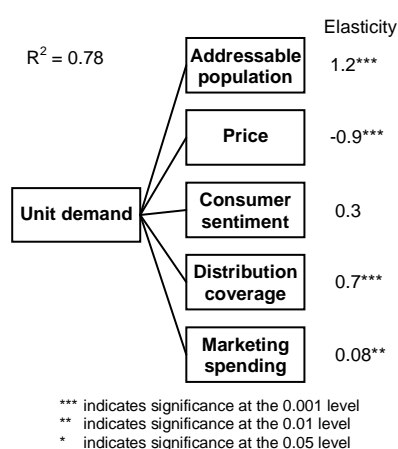 Elasticity
R² = 0.78
Addressable
population
1.2***
Price
-0.9***
Consumer
sentiment
0.3
Unit demand
Distribution
coverage
0.7***
Marketing
spending
0.08**
*** indicates significance at the 0.001 level
** indicates significance at the 0.01 level
* indicates significance at the 0.05 level